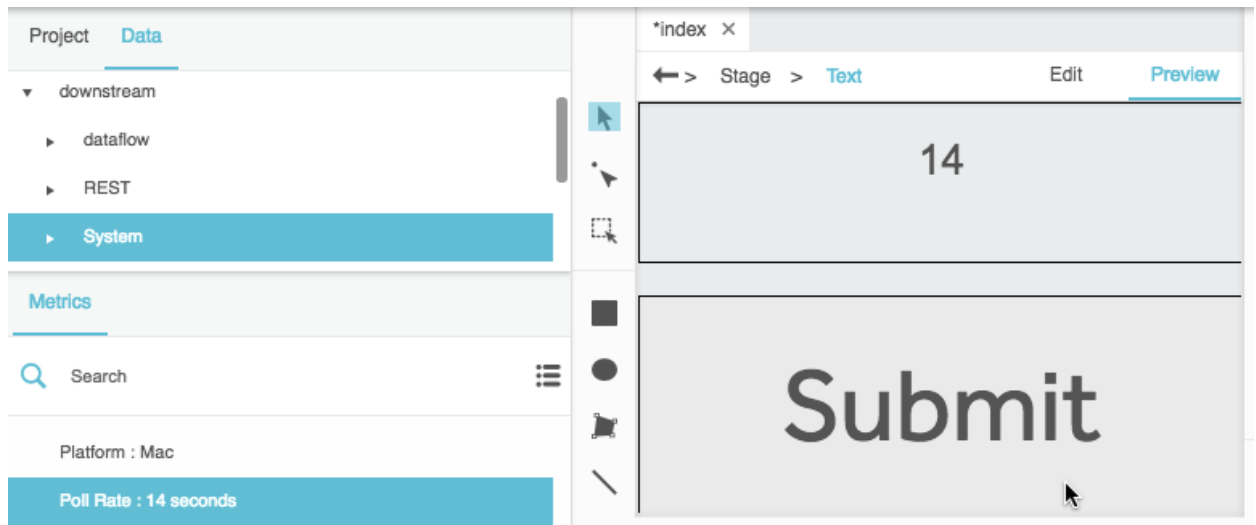 Project Data
downstream
dataflow
REST
System
Metrics
Search
Platform : Mac
Poll Rate : 14 seconds
*index ×
> Stage > Text Edit Preview
14
Submit